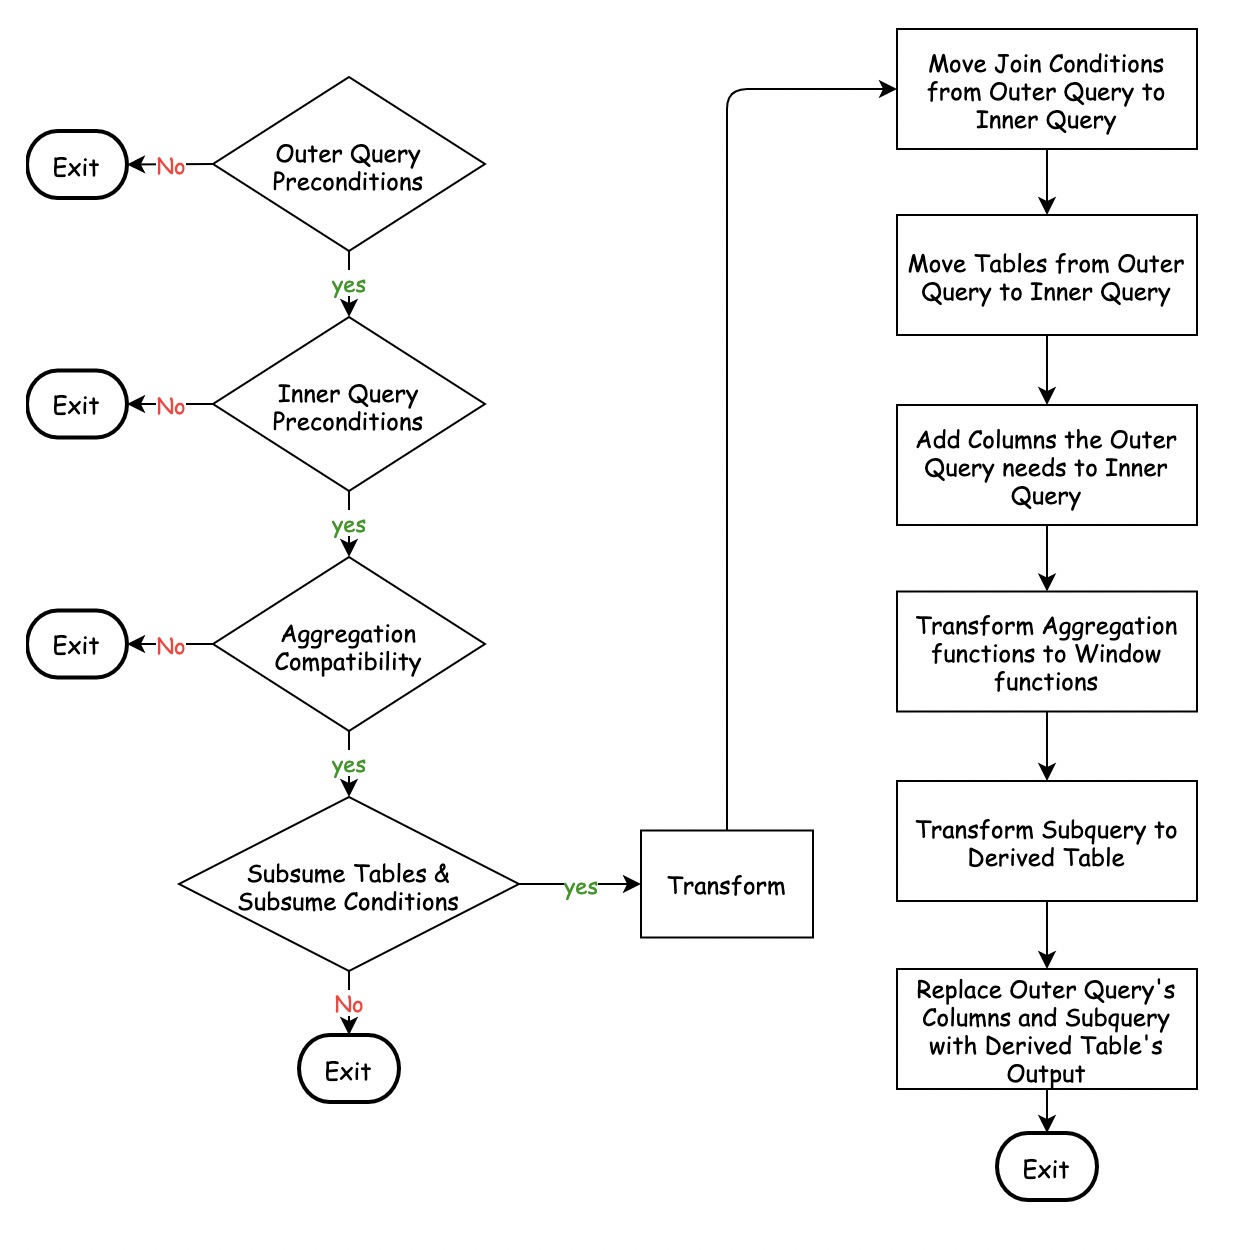 Outer Query
Preconditions
No
Exit
yes
Inner Query
Preconditions
No
Exit
yes
Aggregation
Compatibility
No
Exit
yes
Subsume Tables &
Subsume Conditions
No
Exit
yes
Transform
Move Join Conditions
from Outer Query to
Inner Query
Move Tables from Outer
Query to Inner Query
Add Columns the Outer
Query needs to Inner
Query
Transform Aggregation
functions to Window
functions
Transform Subquery to
Derived Table
Replace Outer Query's
Columns and Subquery
with Derived Table's
Output
Exit